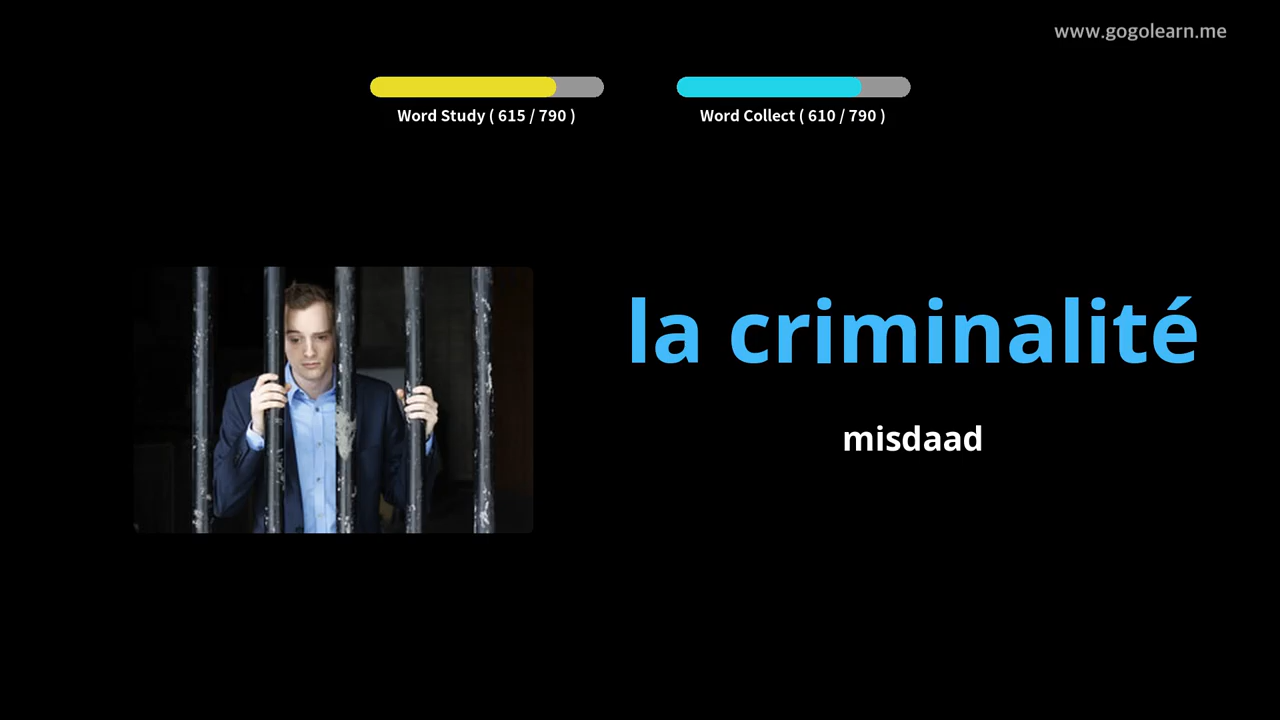 www.gogolearn.me
Word Study ( 615 / 790 )
Word Collect ( 610 / 790 )
la criminalité
misdaad